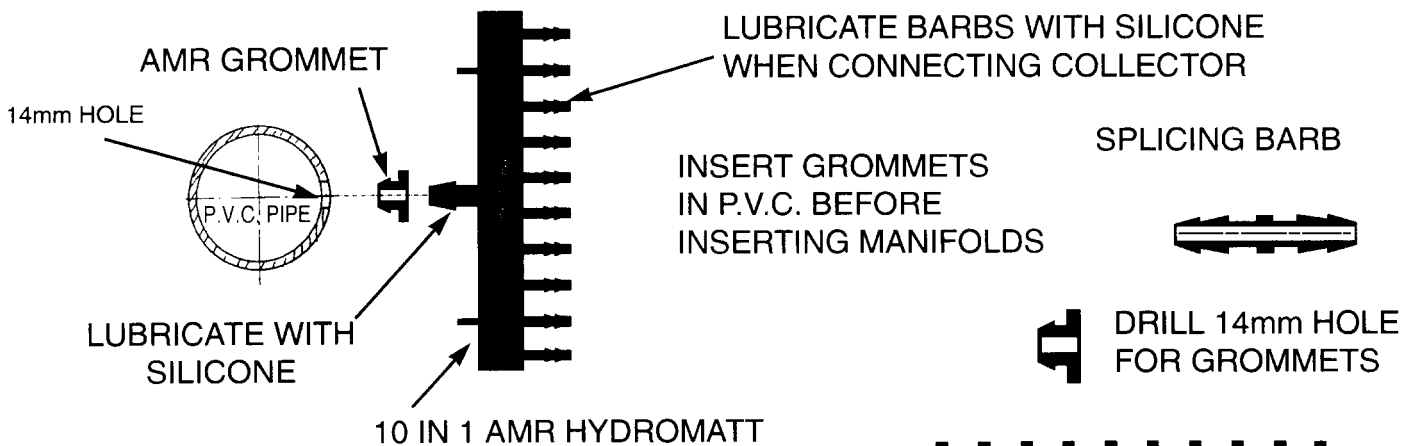 LUBRICATE BARBS WITH SILICONE
WHEN CONNECTING COLLECTOR
AMR GROMMET
14mm HOLE
P.V.C. PIPE
INSERT GROMMETS
IN P.V.C. BEFORE
INSERTING MANIFOLDS
SPLICING BARB
LUBRICATE WITH
SILICONE
DRILL 14mm HOLE
FOR GROMMETS
10 IN 1 AMR HYDROMATT